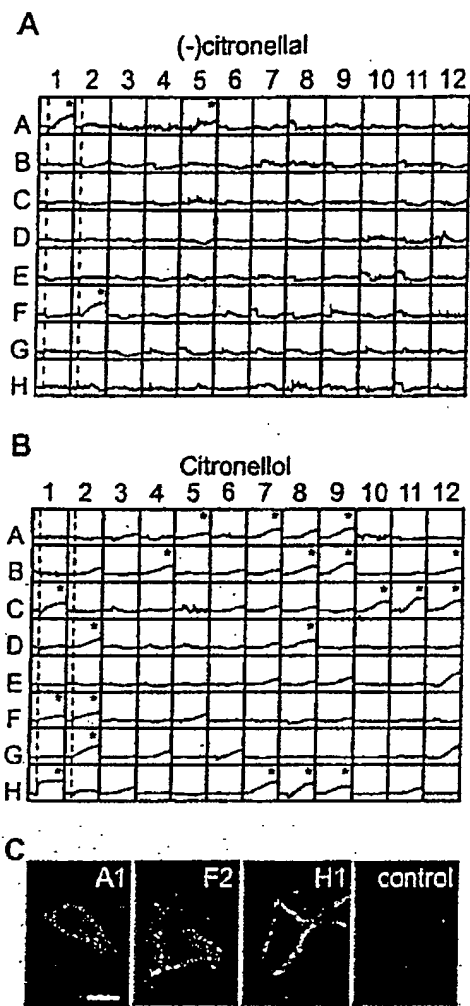 A
(-)citronellal
1 2 3 4 5 6 7 8 9 10 11 12
A *  *
B
C
D
E
F *
G
H
B
Citronellol
1 2 3 4 5 6 7 8 9 10 11 12
A * * * *
B * * * *
C * * * *
D * *
E
F * *
G *
H * * * *
C
A1 F2 H1 control